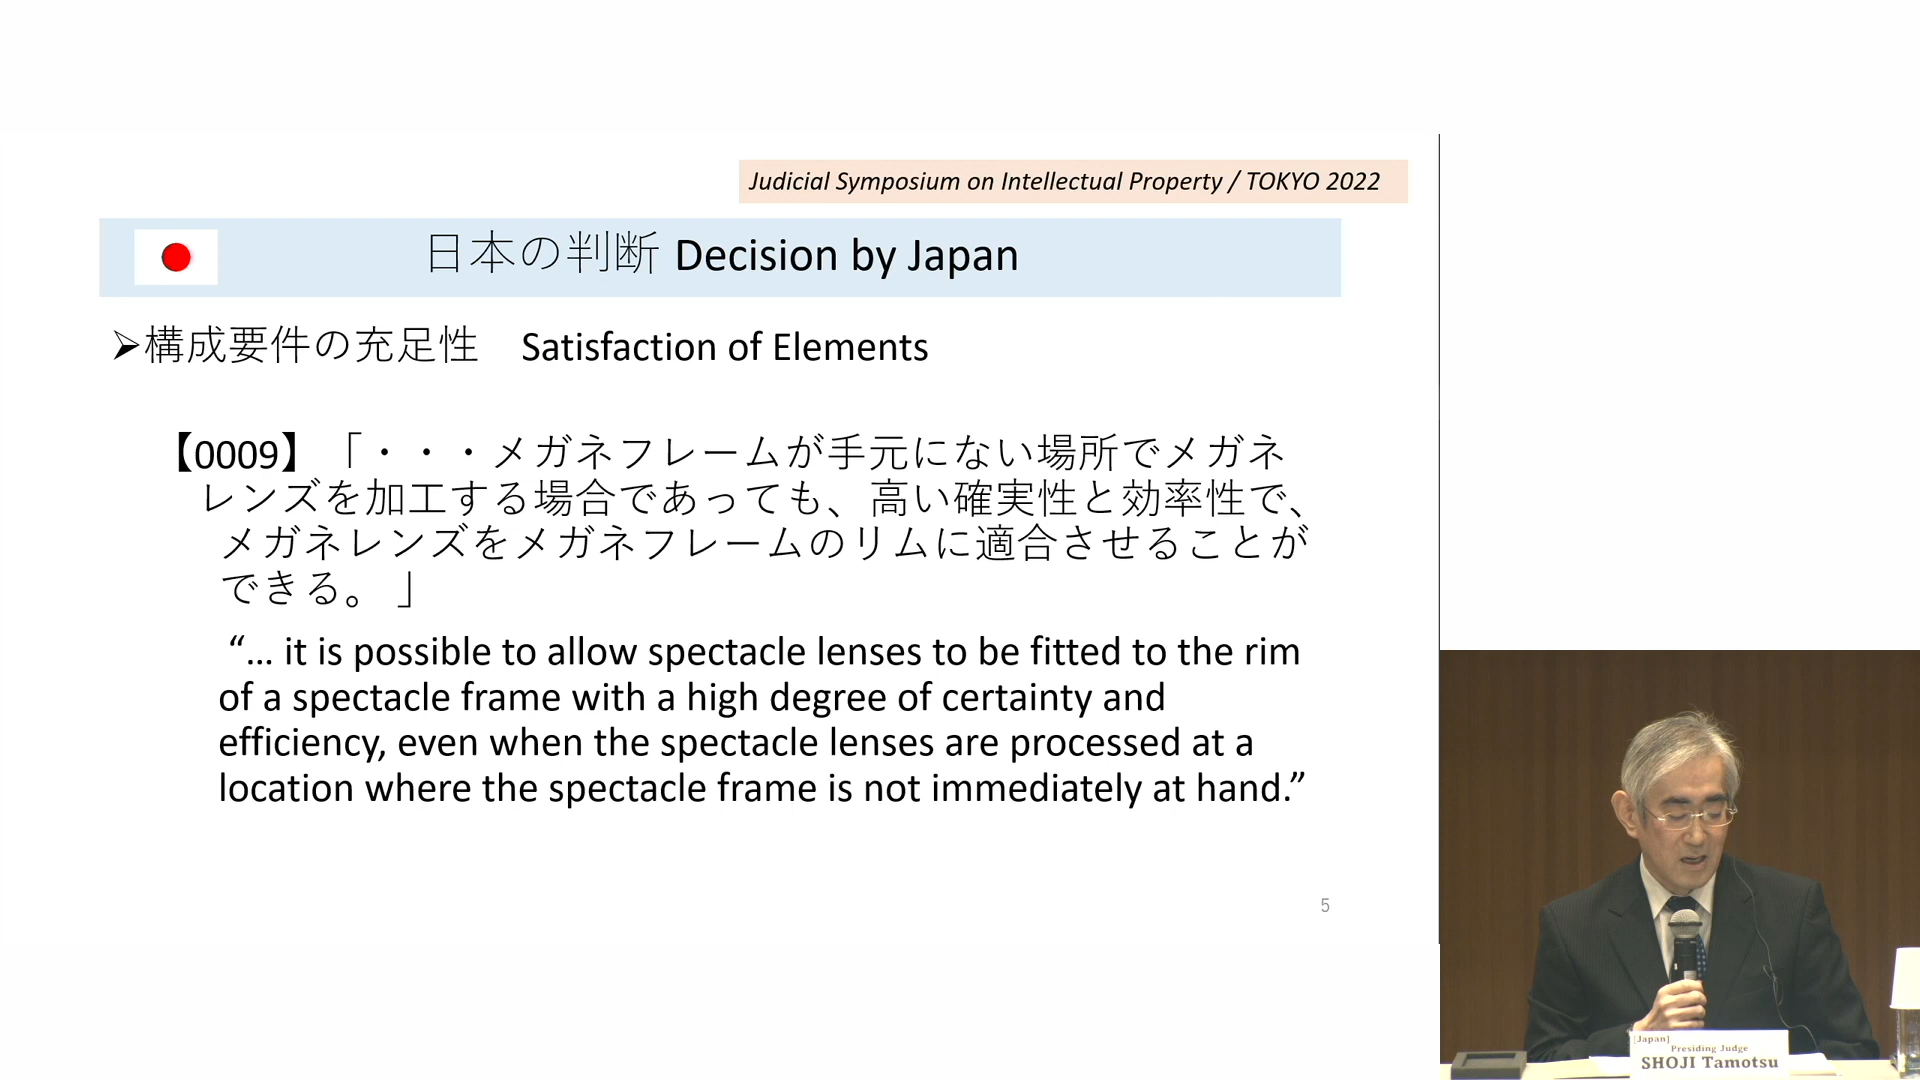 Judicial Symposium on Intellectual Property / TOKYO 2022
日本の判断 Decision by Japan
➢構成要件の充足性　Satisfaction of Elements
【0009】「・・・メガネフレームが手元にない場所でメガネ
レンズを加工する場合であっても、高い確実性と効率性で、
メガネレンズをメガネフレームのリムに適合させることが
できる。」
“… it is possible to allow spectacle lenses to be fitted to the rim
of a spectacle frame with a high degree of certainty and
efficiency, even when the spectacle lenses are processed at a
location where the spectacle frame is not immediately at hand.”
5
[Japan]
Presiding Judge
SHOJI Tamotsu